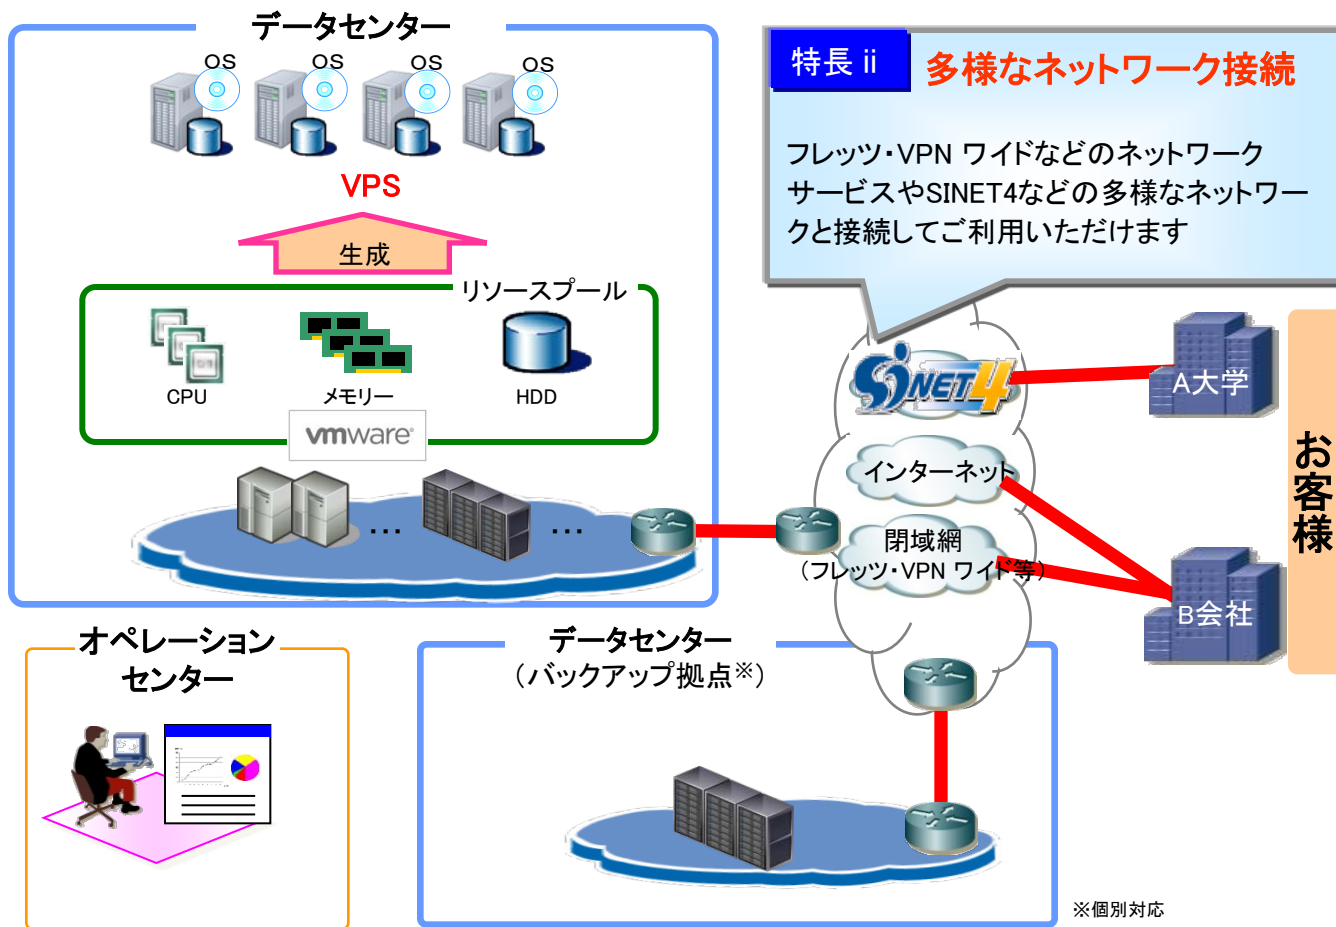 データセンター
OS
OS
OS
OS
VPS
生成
リソースプール
CPU
メモリー
HDD
vmware®
...
...
特長 ii
多様なネットワーク接続
フレッツ・VPN ワイドなどのネットワーク
サービスやSINET4などの多様なネットワー
クと接続してご利用いただけます
SINET4
インターネット
閉域網
（フレッツ・VPN ワイド等）
A大学
B会社
お客様
オペレーション
センター
データセンター
（バックアップ拠点※）
※個別対応